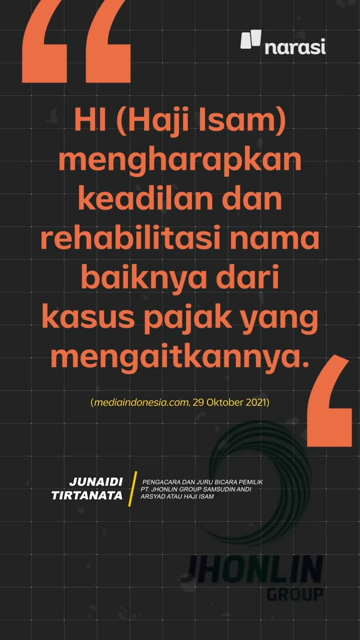 narasi
HI (Haji Isam)
mengharapkan
keadilan dan
rehabilitasi nama
baiknya dari
kasus pajak yang
mengaitkannya.
(mediaindonesia.com, 29 Oktober 2021)
JUNAIDI
TIRTANATA
PENGACARA DAN JURU BICARA PEMILIK
PT. JHONLIN GROUP SAMSUDIN ANDI
ARSYAD ATAU HAJI ISAM
JHONLIN
GROUP